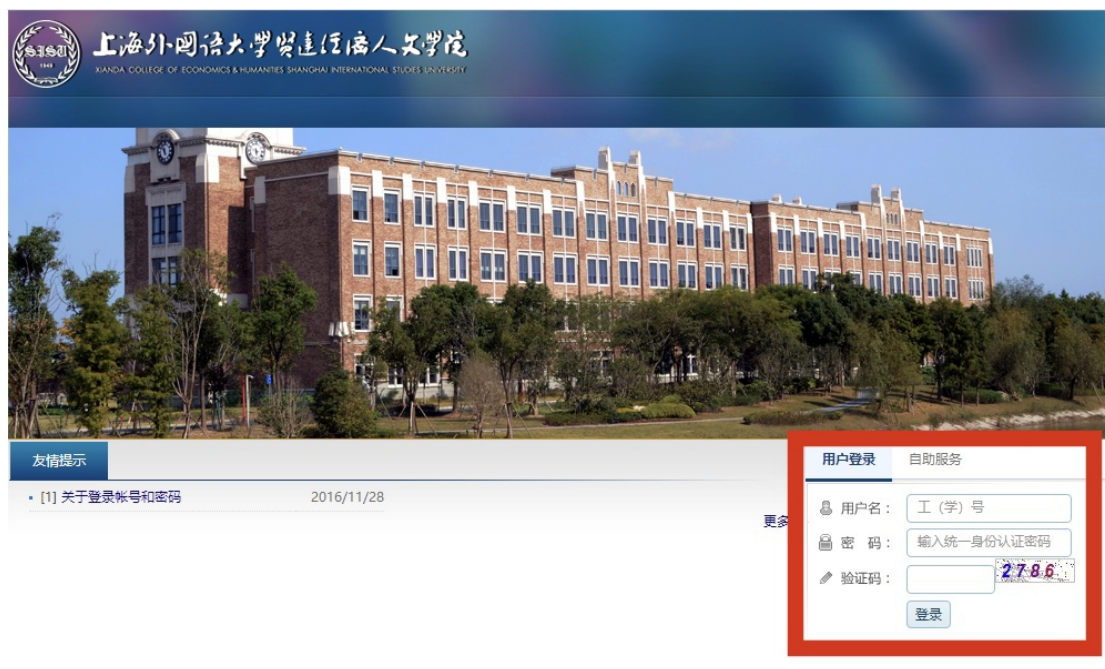 SISU
1949
上海外国语大学贤达经济人文学院
XIANDA COLLEGE OF ECONOMICS & HUMANITIES SHANGHAI INTERNATIONAL STUDIES UNIVERSITY
友情提示
[1] 关于登录帐号和密码 2016/11/28
更多
用户登录 自助服务
用户名： 工（学）号
密 码： 输入统一身份认证密码
验证码： 2786
登录